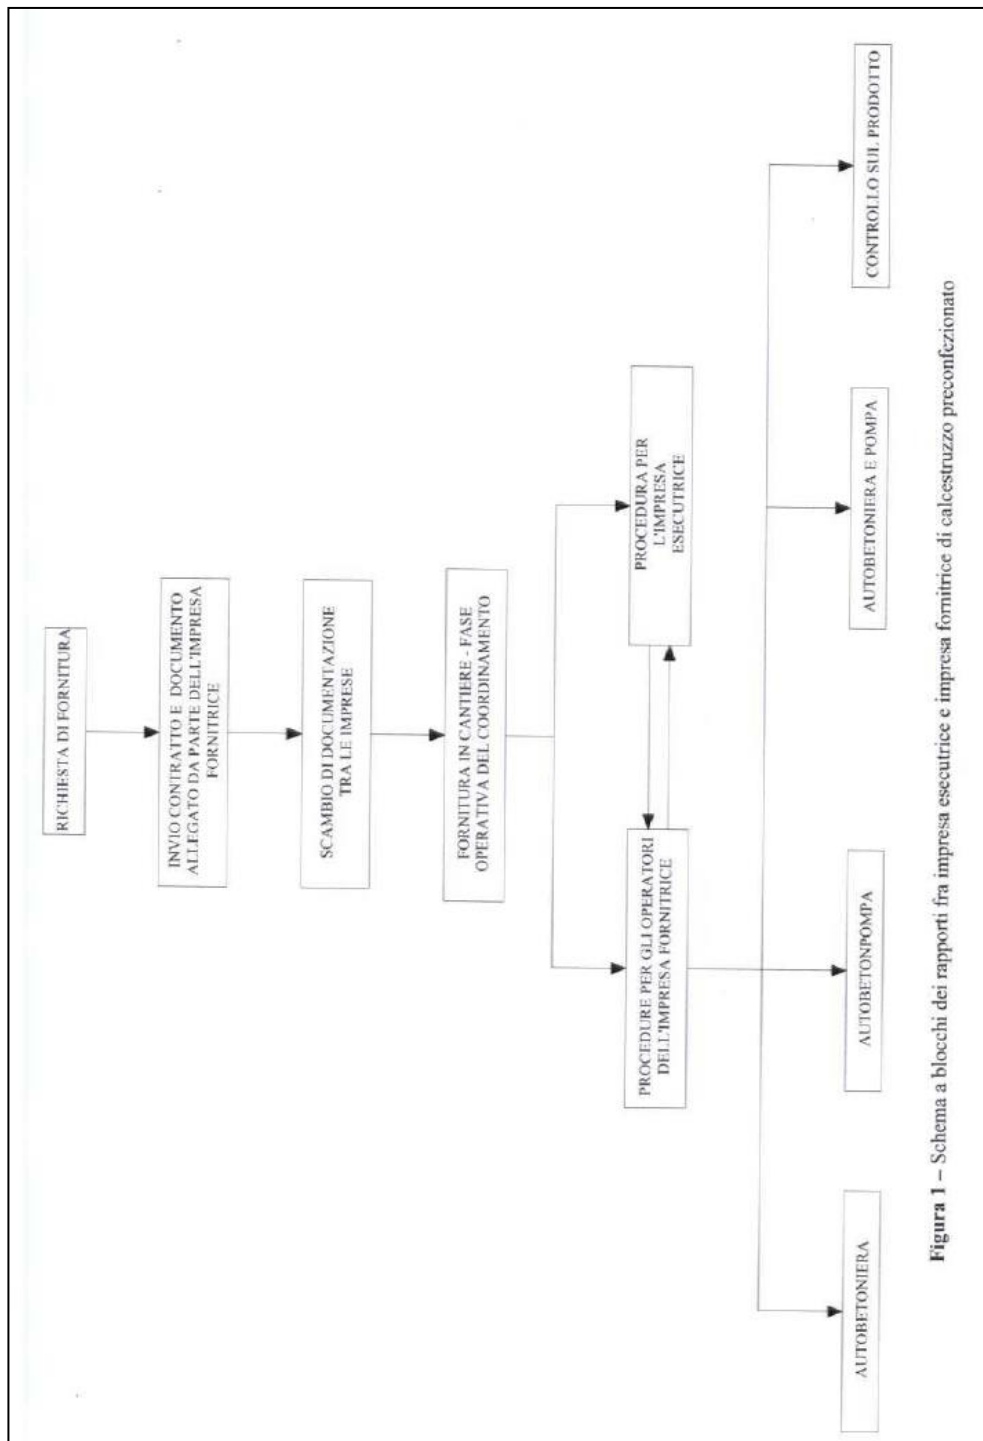 RICHIESTA DI FORNITURA
INVIO CONTRATTO E DOCUMENTO
ALLEGATO DA PARTE DELL'IMPRESA
FORNITRICE
SCAMBIO DI DOCUMENTAZIONE
TRA LE IMPRESE
FORNITURA IN CANTIERE - FASE
OPERATIVA DEL COORDINAMENTO
PROCEDURE PER GLI OPERATORI
DELL'IMPRESA FORNITRICE
PROCEDURA PER
L'IMPRESA
ESECUTRICE
AUTOBETONIERA
AUTOBETONPOMPA
AUTOBETONIERA E POMPA
CONTROLLO SUL PRODOTTO
Figura 1 – Schema a blocchi dei rapporti fra impresa esecutrice e impresa fornitrice di calcestruzzo preconfezionato